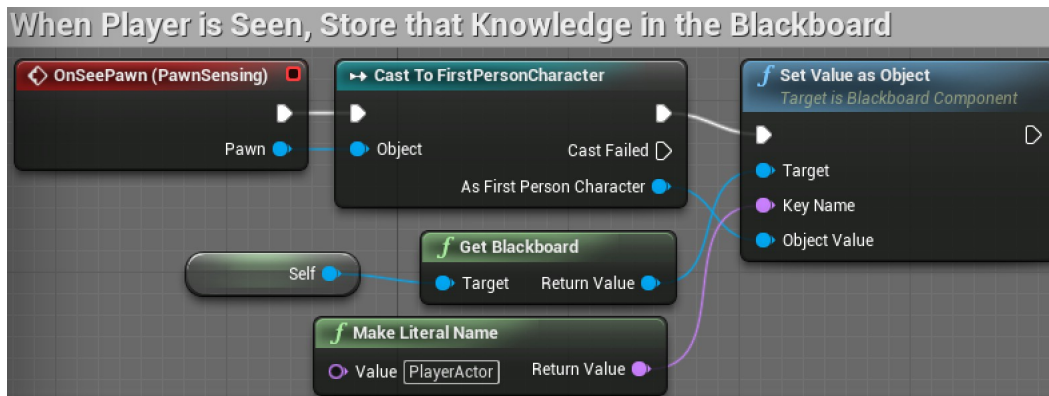 When Player is Seen, Store that Knowledge in the Blackboard
OnSeePawn (PawnSensing)
Pawn
Cast To FirstPersonCharacter
Object
Cast Failed
As First Person Character
f Set Value as Object
Target is Blackboard Component
Target
Key Name
Object Value
Self
f Get Blackboard
Target Return Value
f Make Literal Name
Value PlayerActor Return Value